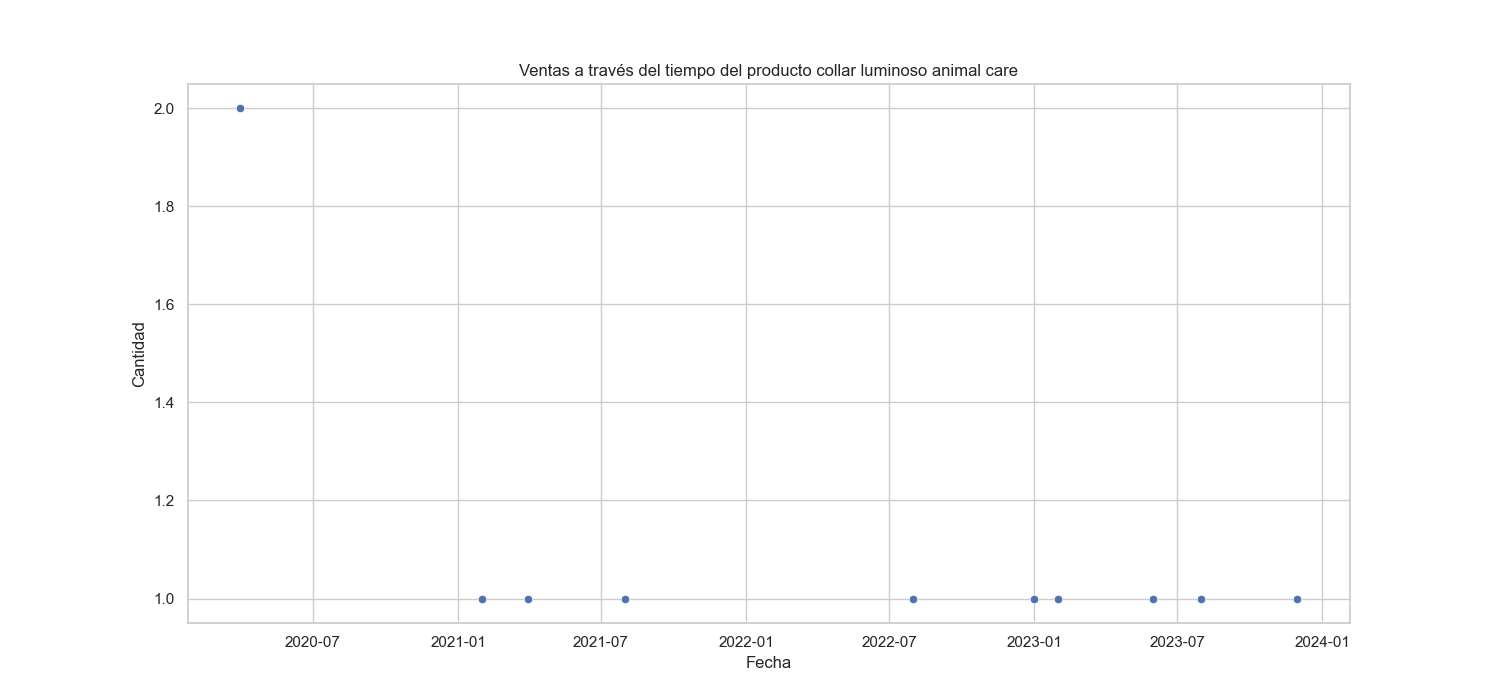 Ventas a través del tiempo del producto collar luminoso animal care
2.0
1.8
1.6
1.4
1.2
1.0
Cantidad
2020-07 2021-01 2021-07 2022-01 2022-07 2023-01 2023-07 2024-01
Fecha